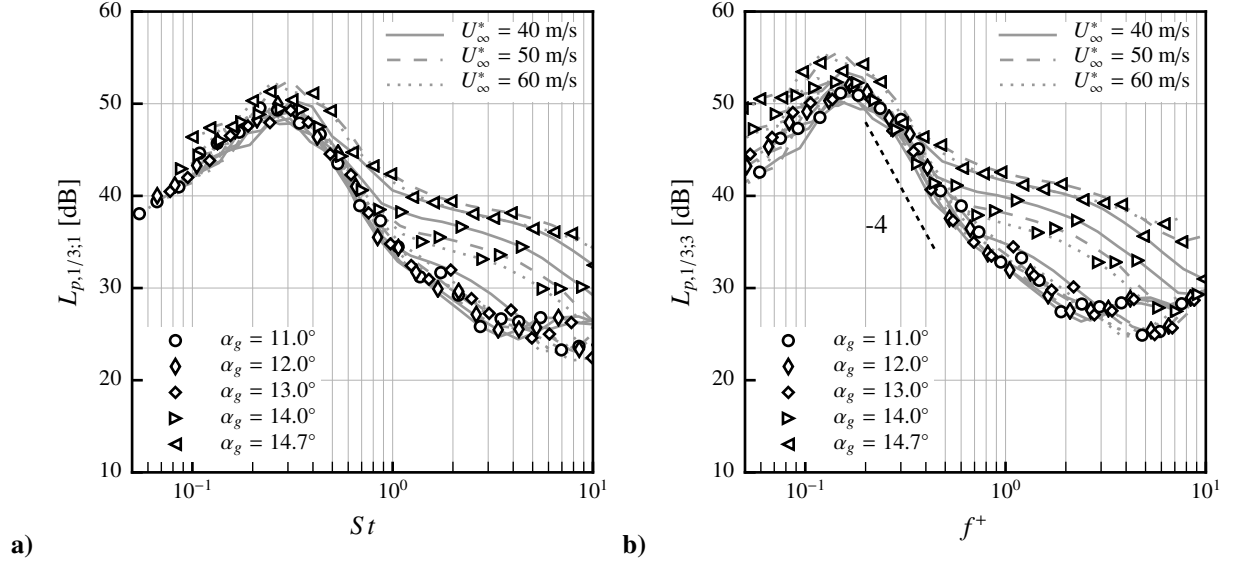 60
50
40
30
20
10
L_{p,1/3;1} [dB]
U^*_∞ = 40 m/s
U^*_∞ = 50 m/s
U^*_∞ = 60 m/s
α_g = 11.0°
α_g = 12.0°
α_g = 13.0°
α_g = 14.0°
α_g = 14.7°
10^{-1} 10^0 10^1
St
a)
60
50
40
30
20
10
L_{p,1/3;3} [dB]
U^*_∞ = 40 m/s
U^*_∞ = 50 m/s
U^*_∞ = 60 m/s
-4
α_g = 11.0°
α_g = 12.0°
α_g = 13.0°
α_g = 14.0°
α_g = 14.7°
10^{-1} 10^0 10^1
f^+
b)